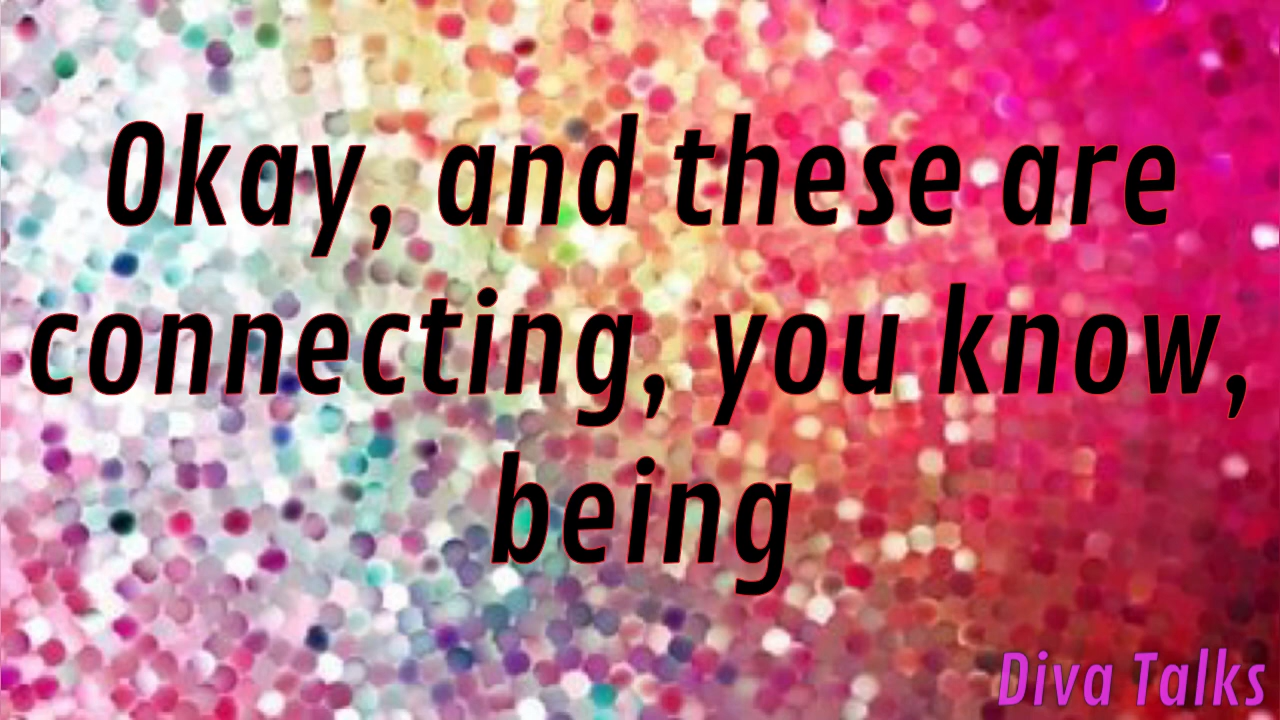 Okay, and these are
connecting, you know,
being
Diva Talks